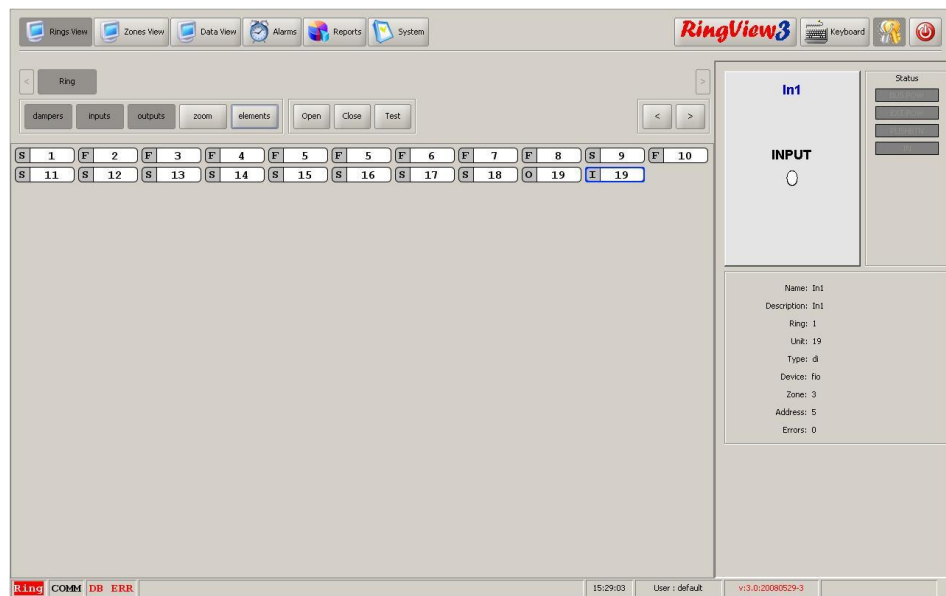 Rings View Zones View Data View Alarms Reports System RingView3 Keyboard
< Ring >
dampers inputs outputs zoom elements Open Close Test < >
S 1 F 2 F 3 F 4 F 5 F 5 F 6 F 7 F 8 S 9 F 10
S 11 S 12 S 13 S 14 S 15 S 16 S 17 S 18 O 19 I 19
In1
INPUT
Status
Name: In1
Description: In1
Ring: 1
Unit: 19
Type: di
Device: fio
Zone: 3
Address: 5
Errors: 0
Ring COMM DB ERR 15:29:03 User : default v:3.0:20080529-3